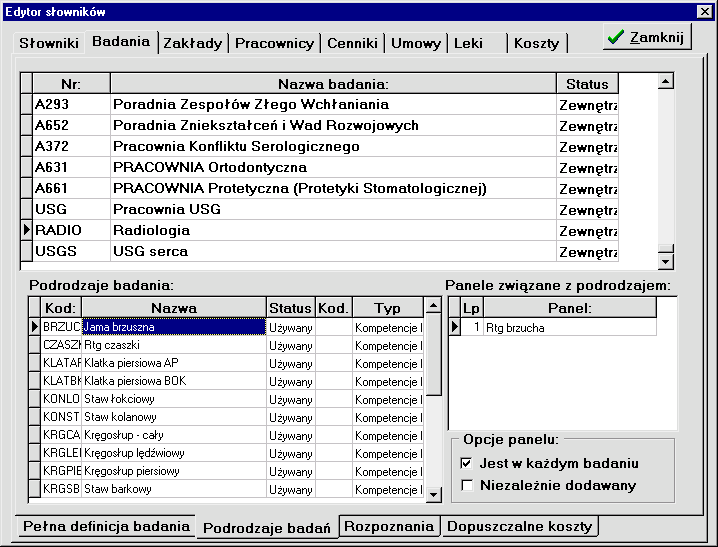 Edytor słowników
Słowniki Badania Zakłady Pracownicy Cenniki Umowy Leki Koszty Zamknij
Nr: Nazwa badania: Status
A293 Poradnia Zespołów Złego Wchłaniania Zewnętrz
A652 Poradnia Zniekształceń i Wad Rozwojowych Zewnętrz
A372 Pracownia Konfliktu Serologicznego Zewnętrz
A631 PRACOWNIA Ortodontyczna Zewnętrz
A661 PRACOWNIA Protetyczna (Protetyki Stomatologicznej) Zewnętrz
USG Pracownia USG Zewnętrz
RADIO Radiologia Zewnętrz
USGS USG serca Zewnętrz
Podrodzaje badania: Panele związane z podrodzajem:
Kod: Nazwa Status Kod. Typ Lp Panel:
BRZUC Jama brzuszna Używany Kompetencje l 1 Rtg brzucha
CZASZK Rtg czaszki Używany Kompetencje l
KLATAP Klatka piersiowa AP Używany Kompetencje l
KLATBK Klatka piersiowa BOK Używany Kompetencje l
KONLO Staw łokciowy Używany Kompetencje l
KONST Staw kolanowy Używany Kompetencje l
KRGCA Kręgosłup - cały Używany Kompetencje l
KRGLEI Kręgosłup lędźwiowy Używany Kompetencje l
KRGPIE Kręgosłup piersiowy Używany Kompetencje l
KRGSB Staw barkowy Używany Kompetencje l
Opcje panelu:
Jest w każdym badaniu
Niezależnie dodawany
Pełna definicja badania Podrodzaje badań Rozpoznania Dopuszczalne koszty